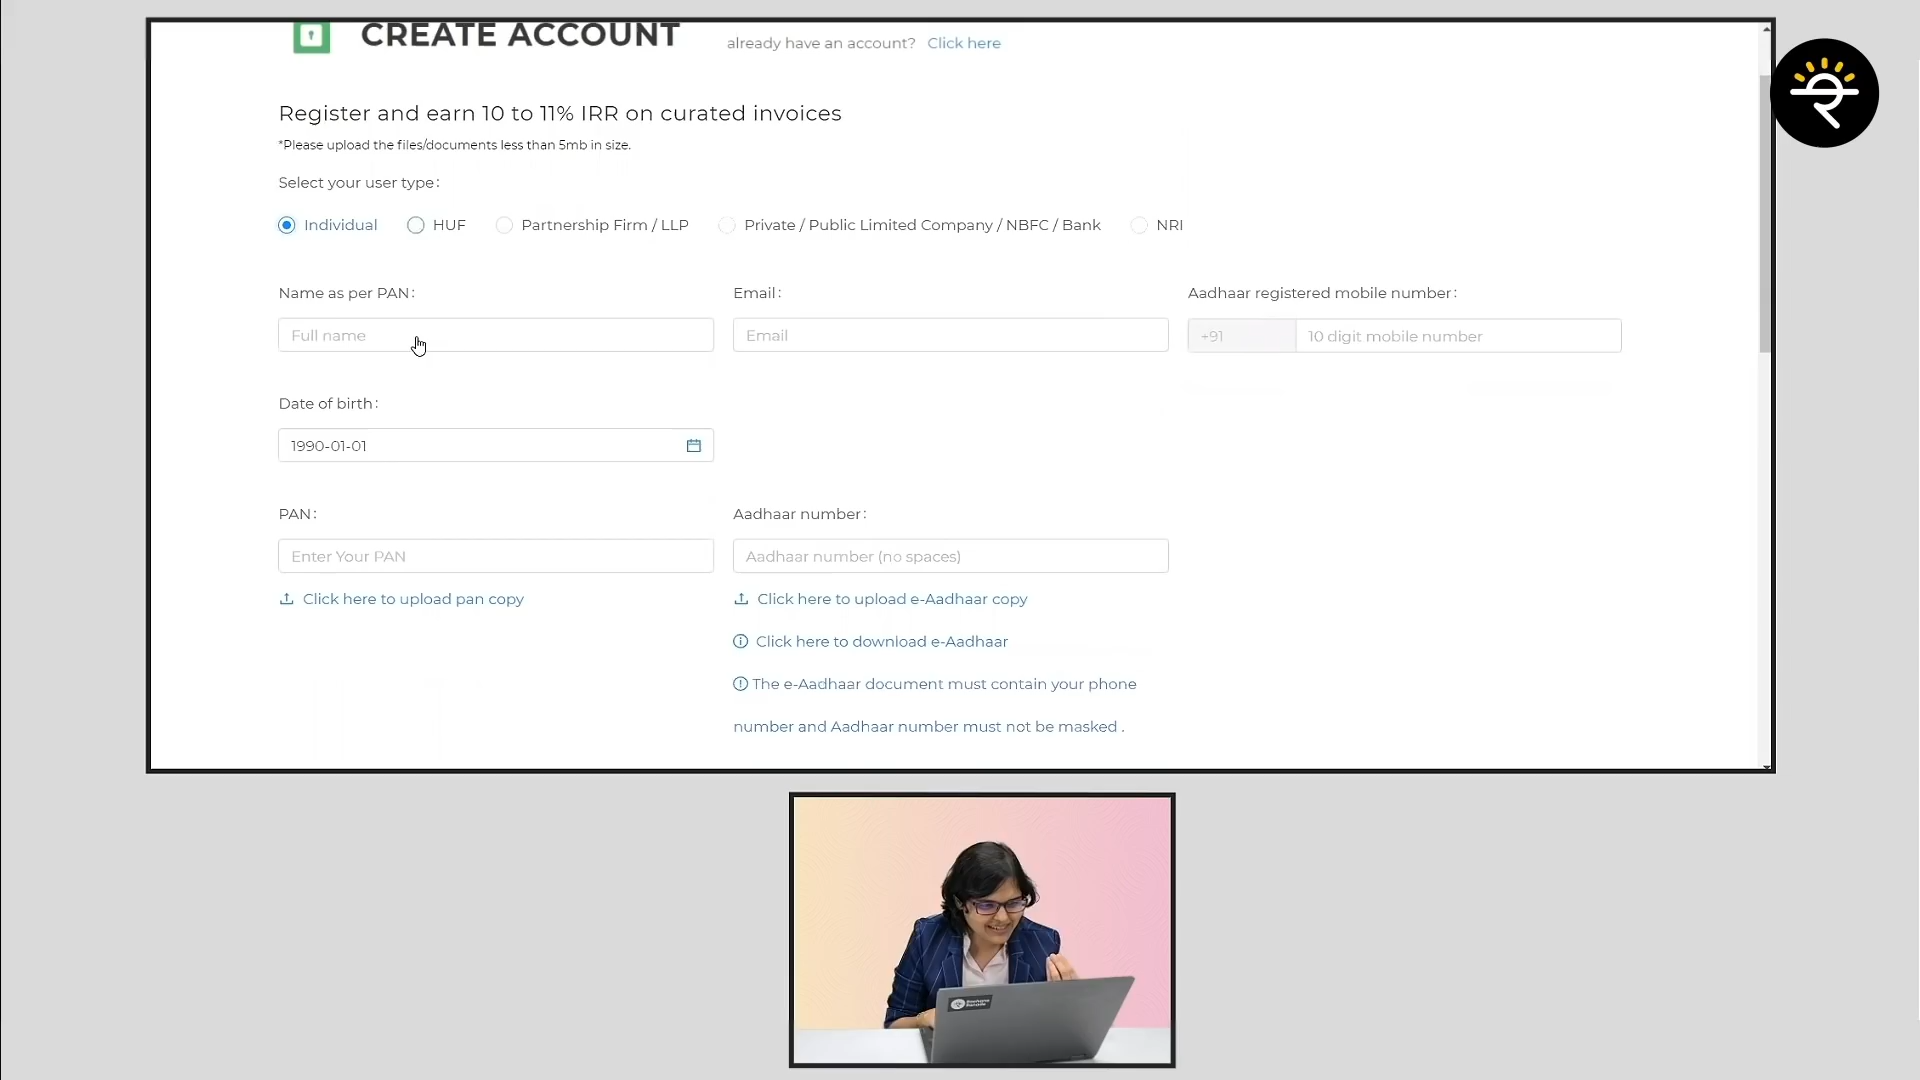 CREATE ACCOUNT
already have an account? Click here
Register and earn 10 to 11% IRR on curated invoices
*Please upload the files/documents less than 5mb in size.
Select your user type:
Individual HUF Partnership Firm / LLP Private / Public Limited Company / NBFC / Bank NRI
Name as per PAN: Email: Aadhaar registered mobile number:
Full name Email +91 10 digit mobile number
Date of birth:
1990-01-01
PAN: Aadhaar number:
Enter Your PAN Aadhaar number (no spaces)
Click here to upload pan copy Click here to upload e-Aadhaar copy
Click here to download e-Aadhaar
The e-Aadhaar document must contain your phone
number and Aadhaar number must not be masked .